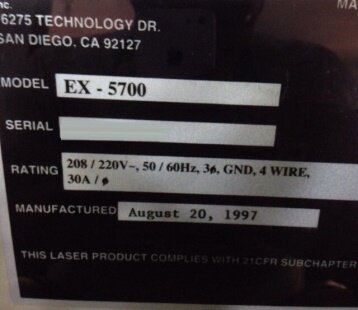 nc.
MA
6275 TECHNOLOGY DR.
SAN DIEGO, CA 92127
MODEL EX - 5700
SERIAL
RATING 208 / 220V~, 50 / 60Hz, 3ø, GND, 4 WIRE,
30A / ø
MANUFACTURED August 20, 1997
THIS LASER PRODUCT COMPLIES WITH 21CFR SUBCHAPTER